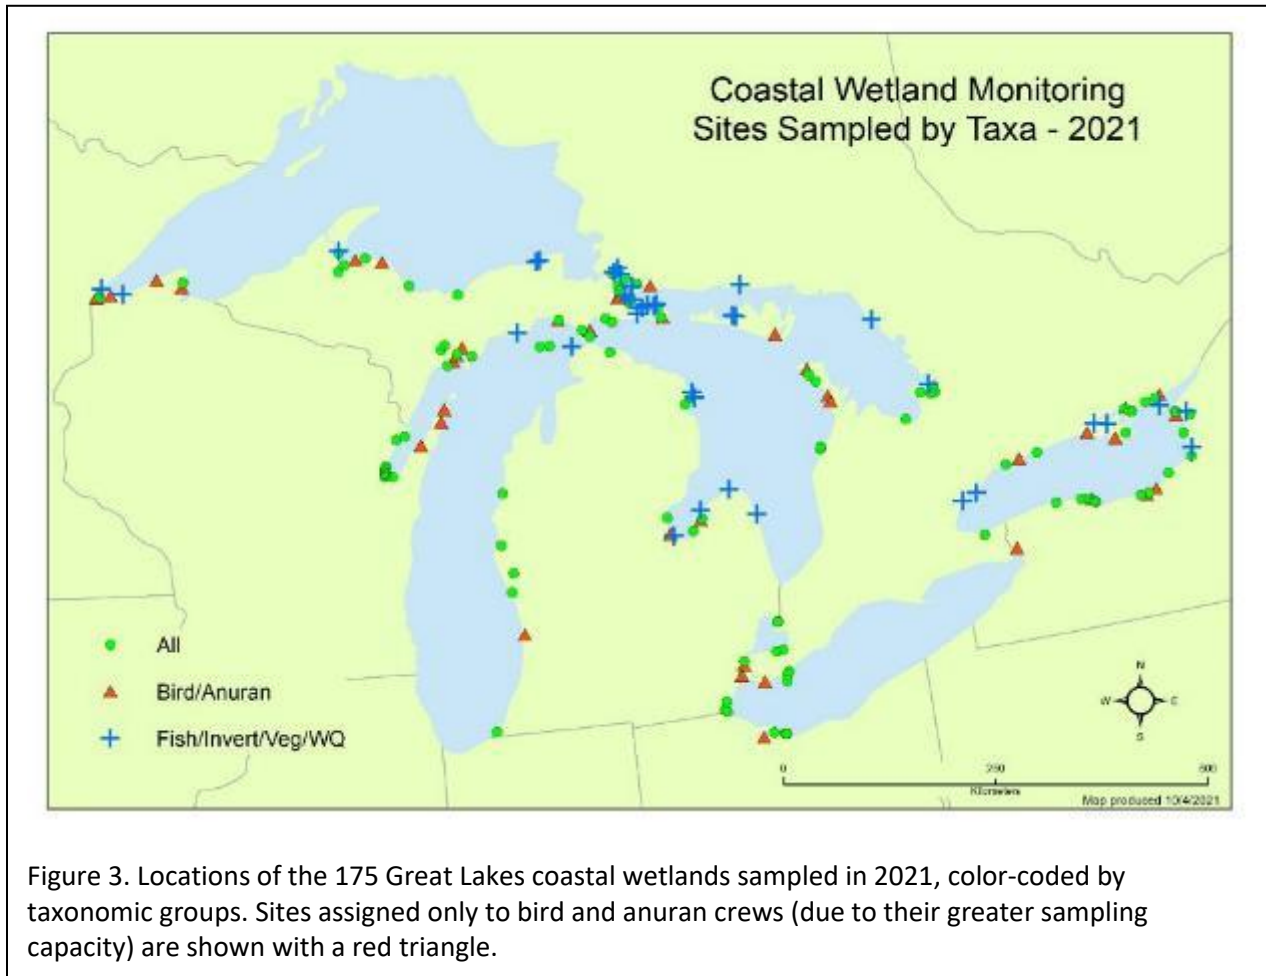 Coastal Wetland Monitoring
Sites Sampled by Taxa - 2021
All
Bird/Anuran
Fish/Invert/Veg/WQ
N
W
E
S
0
250
500
Kilometers
Map produced 10/4/2021
Figure 3. Locations of the 175 Great Lakes coastal wetlands sampled in 2021, color-coded by
taxonomic groups. Sites assigned only to bird and anuran crews (due to their greater sampling
capacity) are shown with a red triangle.